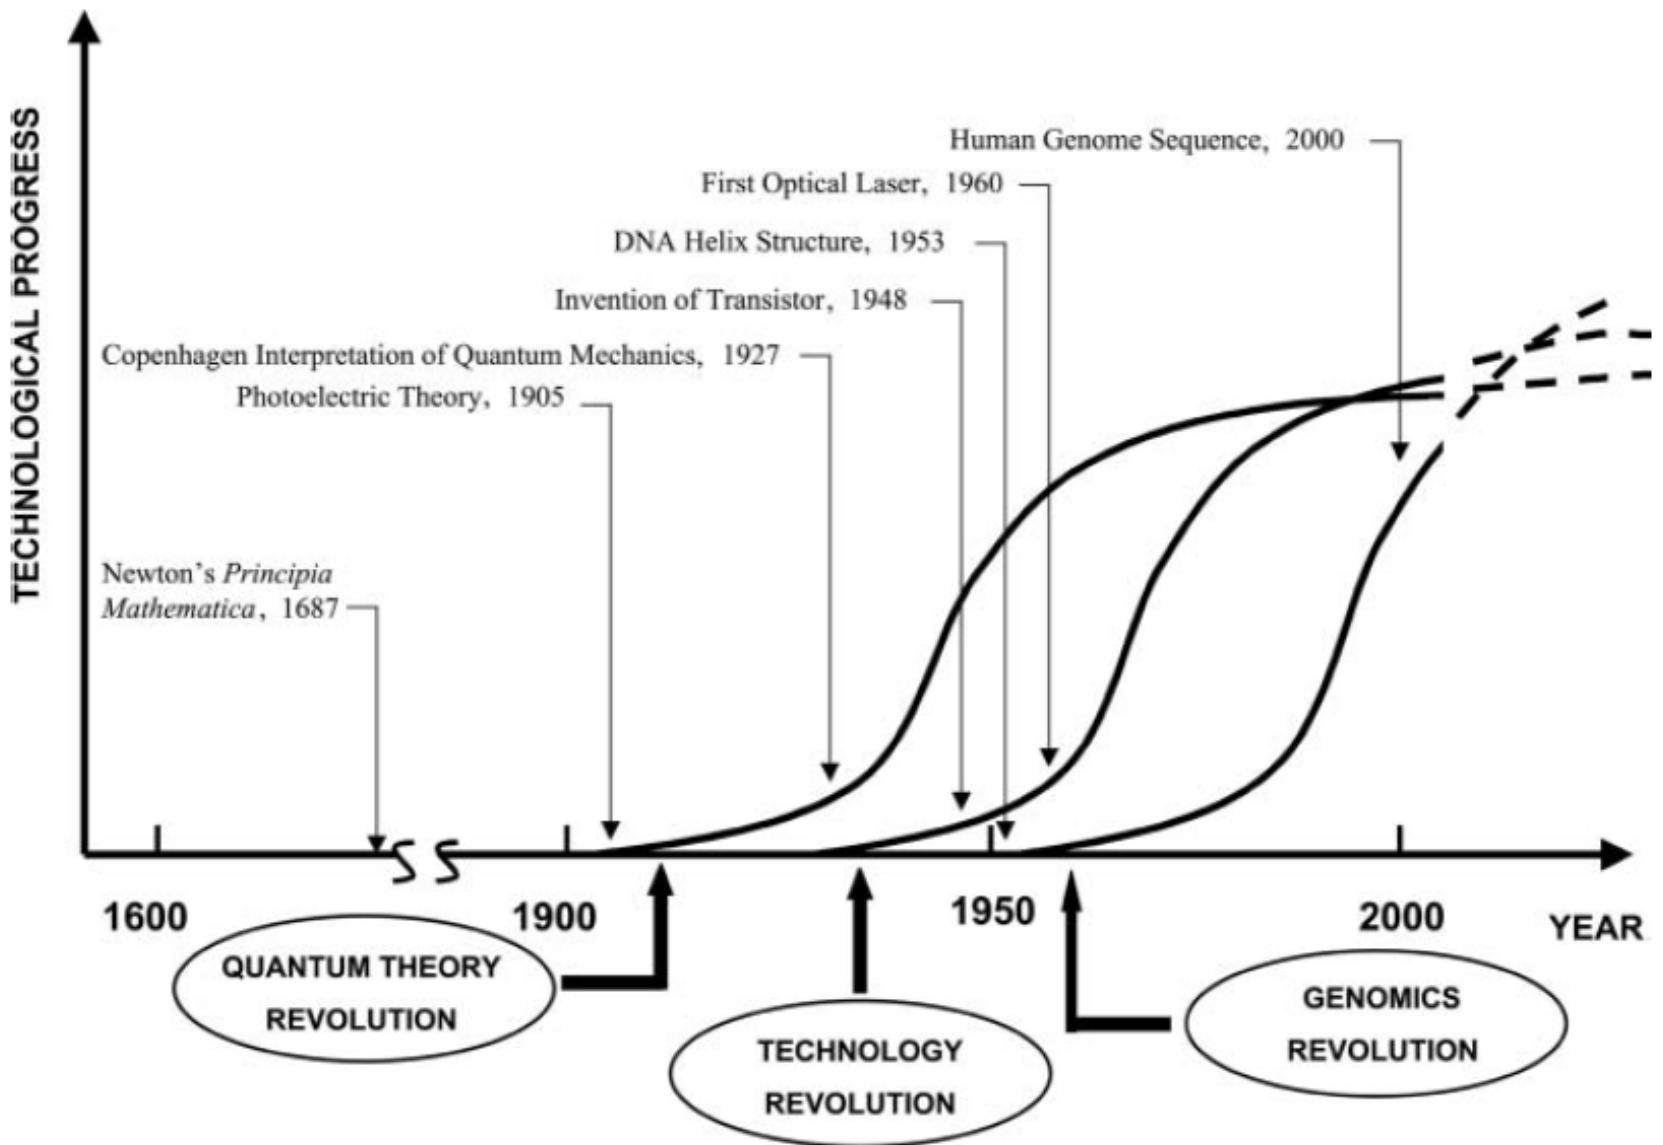 TECHNOLOGICAL PROGRESS
Human Genome Sequence, 2000
First Optical Laser, 1960
DNA Helix Structure, 1953
Invention of Transistor, 1948
Copenhagen Interpretation of Quantum Mechanics, 1927
Photoelectric Theory, 1905
Newton's Principia
Mathematica, 1687
1600
1900
1950
2000
YEAR
QUANTUM THEORY
REVOLUTION
TECHNOLOGY
REVOLUTION
GENOMICS
REVOLUTION